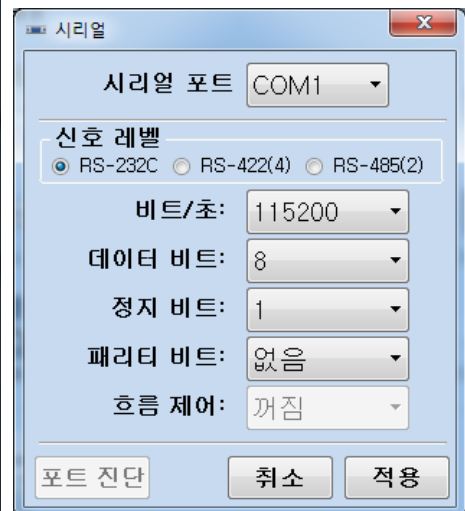 시리얼
시리얼 포트 COM1
신호 레벨
RS-232C RS-422(4) RS-485(2)
비트/초: 115200
데이터 비트: 8
정지 비트: 1
패리티 비트: 없음
흐름 제어: 꺼짐
포트 진단 취소 적용